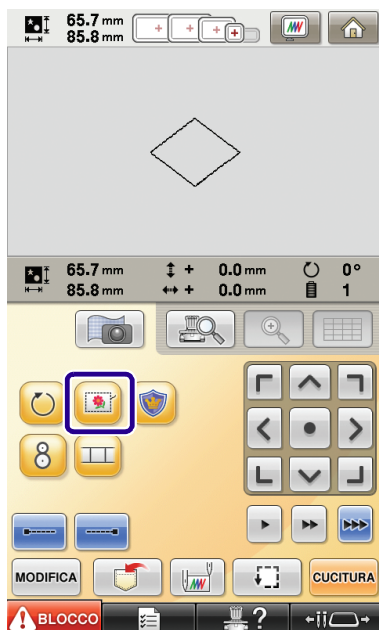 65.7 mm
85.8 mm
65.7 mm + 0.0 mm 0°
85.8 mm + 0.0 mm 1
8
MODIFICA CUCITURA
BLOCCO ?